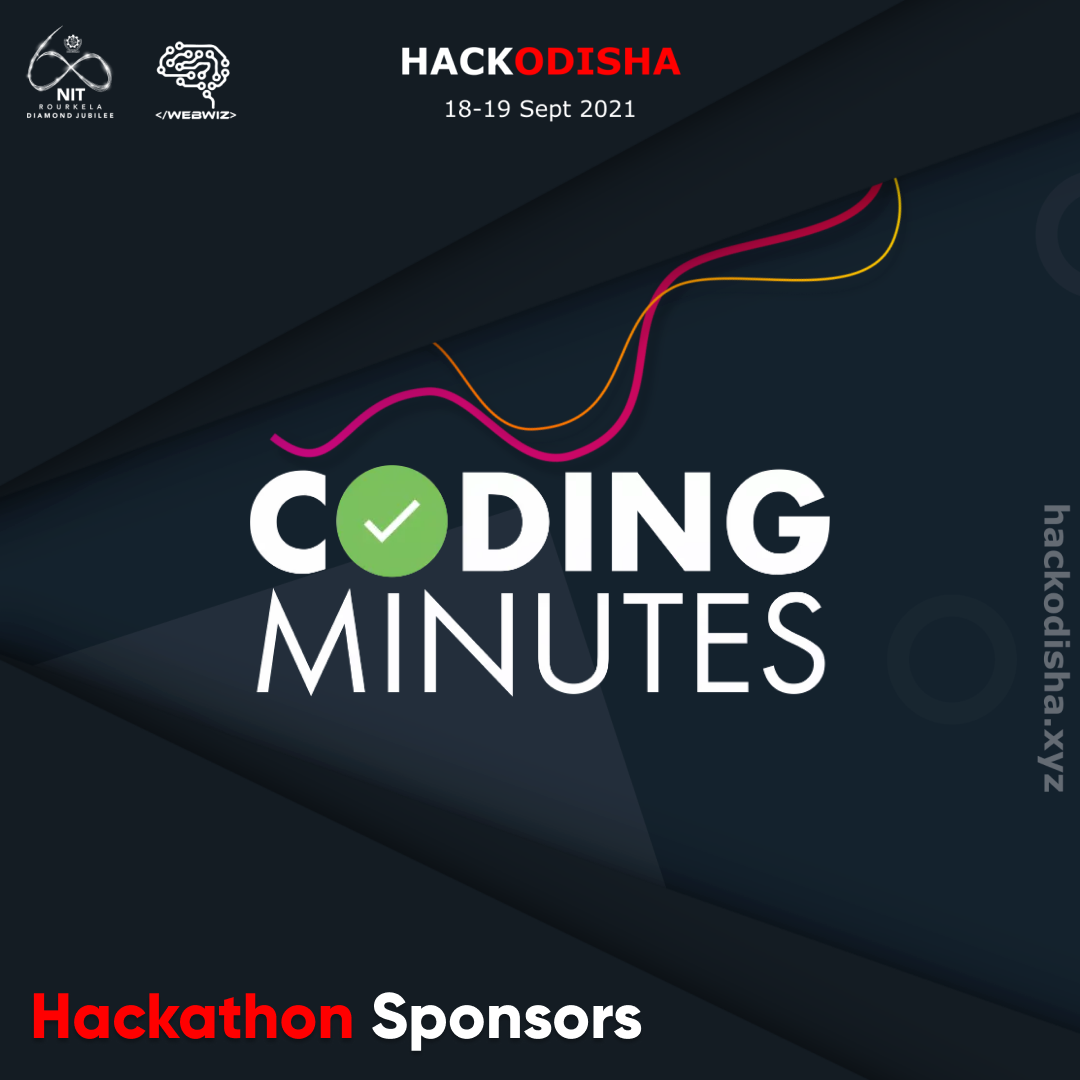 NIT
ROURKELA
DIAMOND JUBILEE
</WEBWIZ>
HACKODISHA
18-19 Sept 2021
CODING
MINUTES
hackodisha.xyz
Hackathon Sponsors